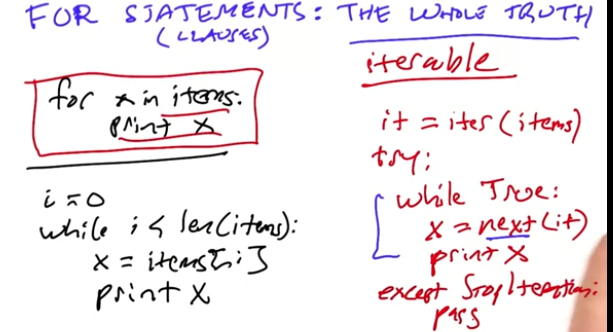 FOR STATEMENTS: THE WHOLE TRUTH
(CLAUSES)
for x in items:
print x
i = 0
while i < len(items):
x = items[i]
print x
iterable
it = iter(items)
try:
while True:
x = next(it)
print x
except StopIteration:
pass